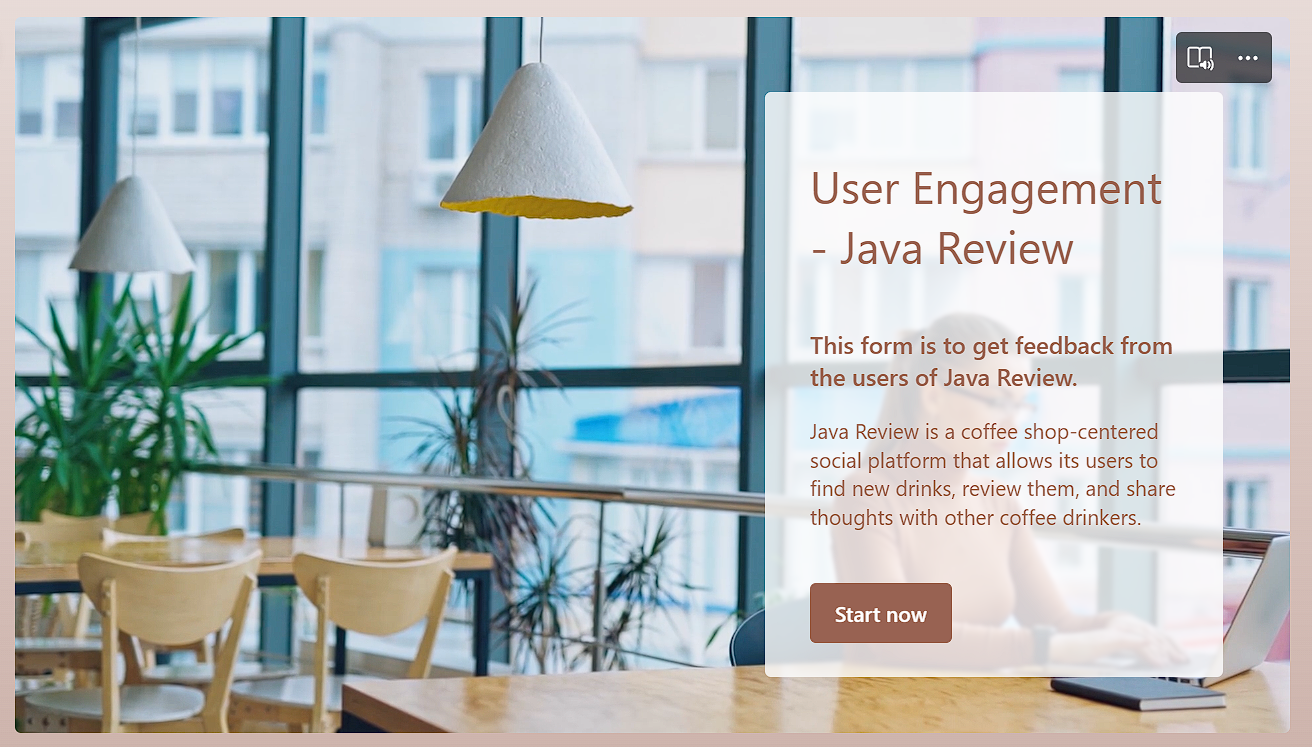 User Engagement
- Java Review
This form is to get feedback from
the users of Java Review.
Java Review is a coffee shop-centered
social platform that allows its users to
find new drinks, review them, and share
thoughts with other coffee drinkers.
Start now